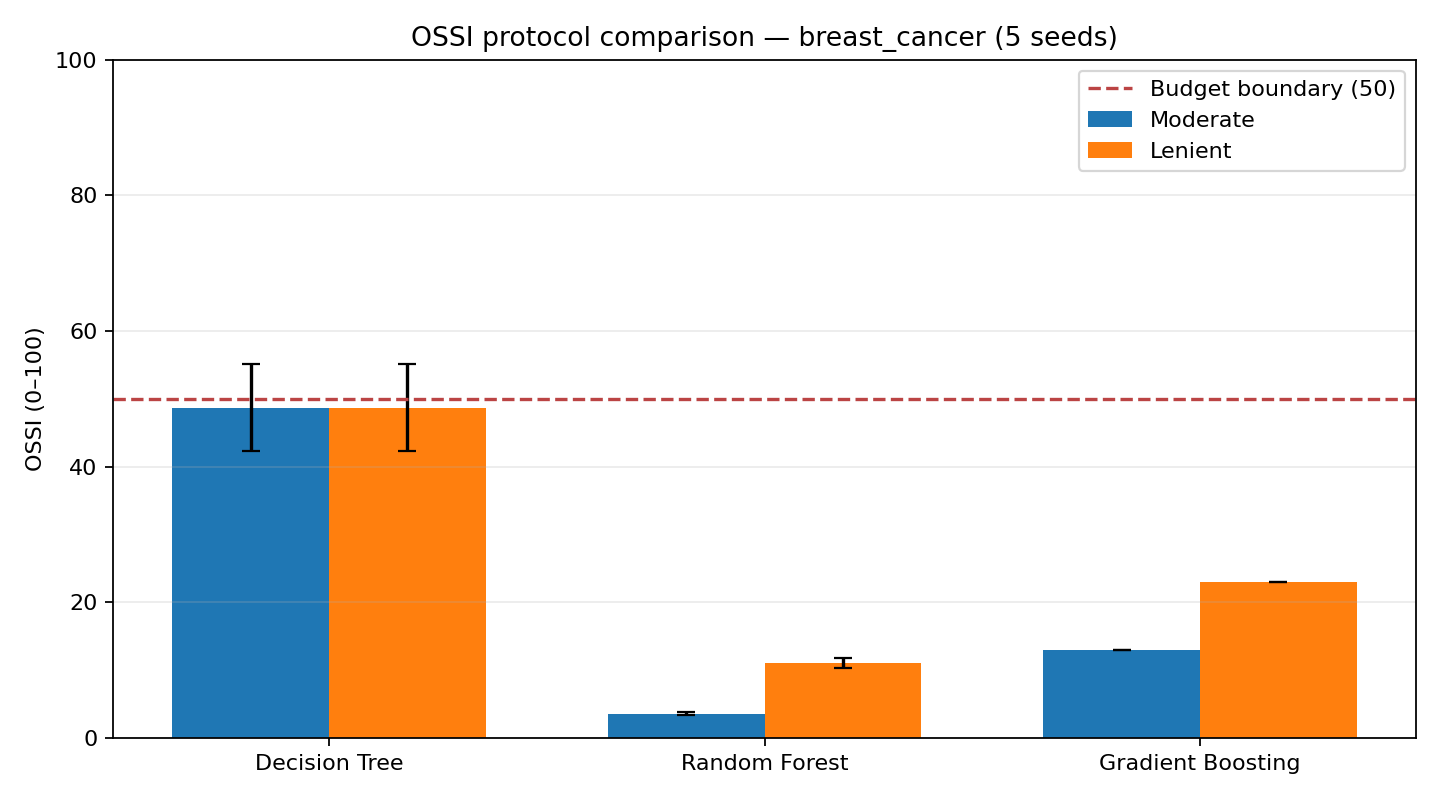 OSSI protocol comparison — breast_cancer (5 seeds)
100
80
60
40
20
0
OSSI (0–100)
Budget boundary (50)
Moderate
Lenient
Decision Tree
Random Forest
Gradient Boosting